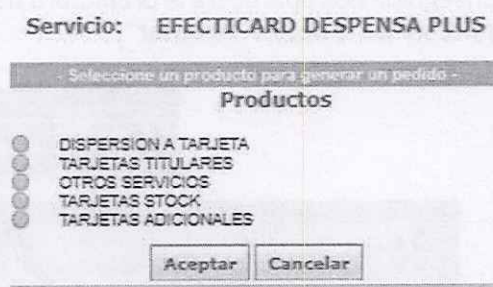 Servicio: EFECTICARD DESPENSA PLUS
- Seleccione un producto para generar un pedido -
Productos
DISPERSION A TARJETA
TARJETAS TITULARES
OTROS SERVICIOS
TARJETAS STOCK
TARJETAS ADICIONALES
Aceptar Cancelar